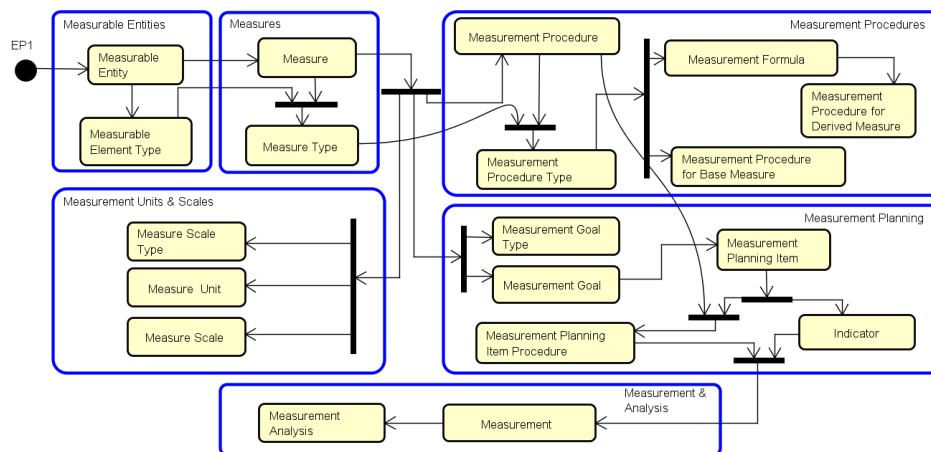 EP1
Measurable Entities
Measurable
Entity
Measurable
Element Type
Measures
Measure
Measure Type
Measurement Procedures
Measurement Procedure
Measurement
Procedure Type
Measurement Formula
Measurement
Procedure for
Derived Measure
Measurement Procedure
for Base Measure
Measurement Units & Scales
Measure Scale
Type
Measure Unit
Measure Scale
Measurement Planning
Measurement Goal
Type
Measurement Goal
Measurement
Planning Item
Measurement Planning
Item Procedure
Indicator
Measurement &
Analysis
Measurement
Analysis
Measurement